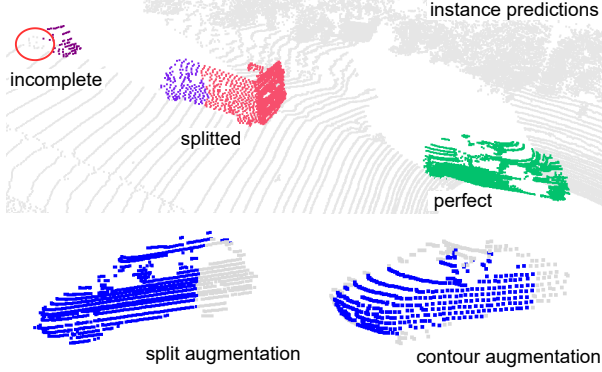 instance predictions
incomplete
splitted
perfect
split augmentation
contour augmentation